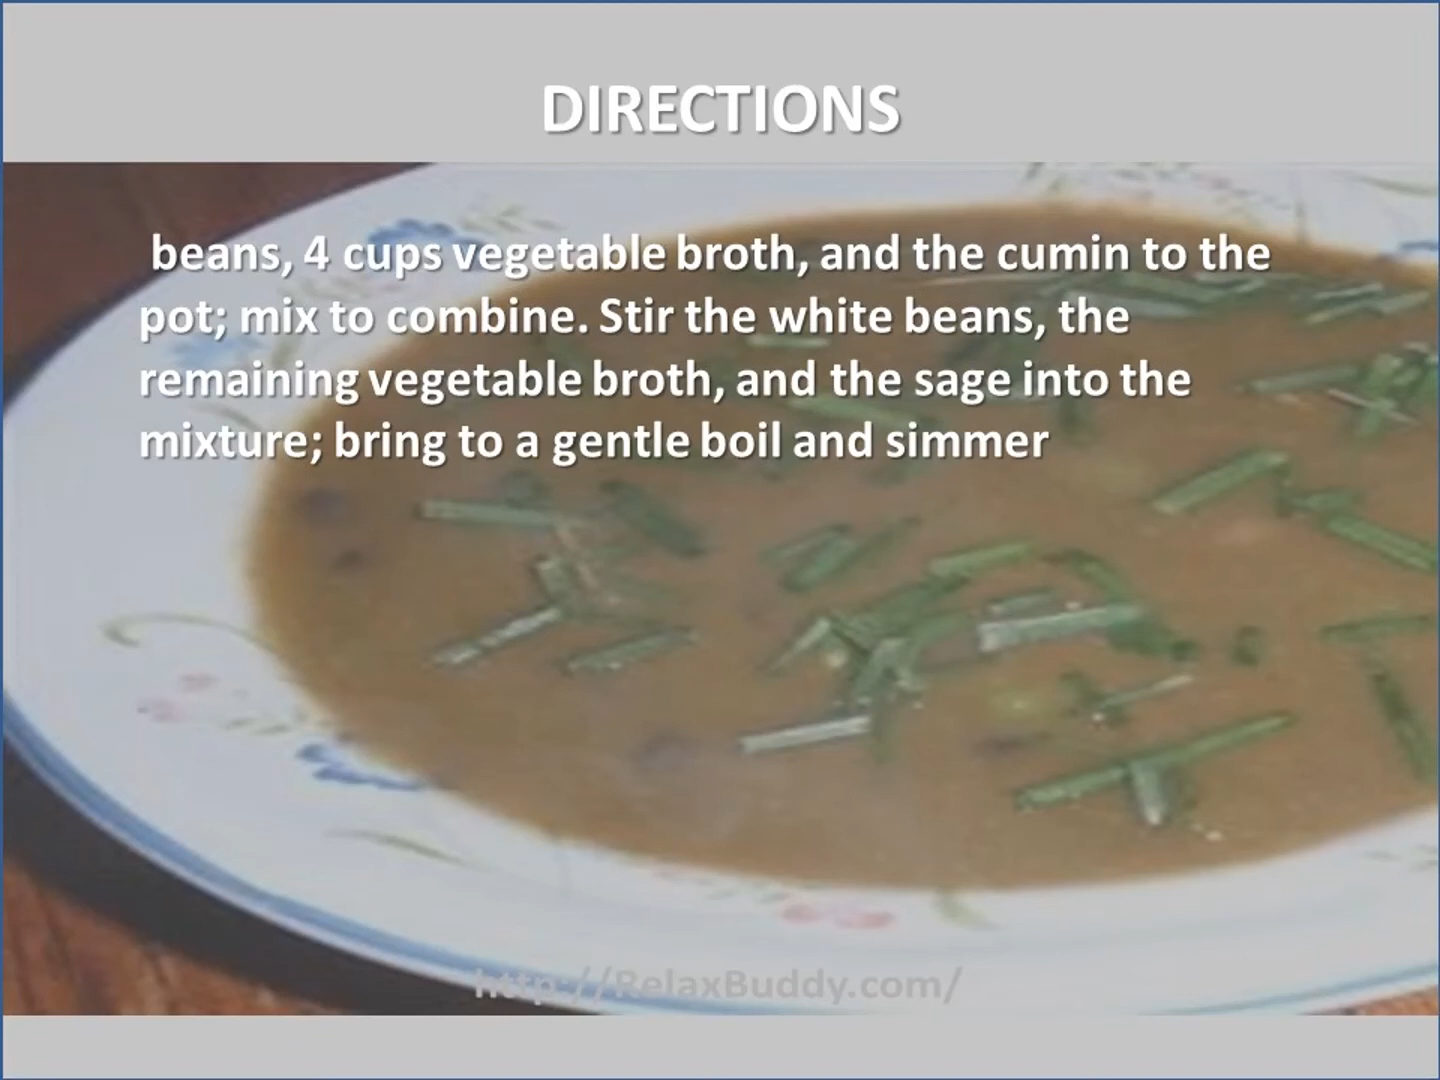 DIRECTIONS
beans, 4 cups vegetable broth, and the cumin to the
pot; mix to combine. Stir the white beans, the
remaining vegetable broth, and the sage into the
mixture; bring to a gentle boil and simmer
http://RelaxBuddy.com/